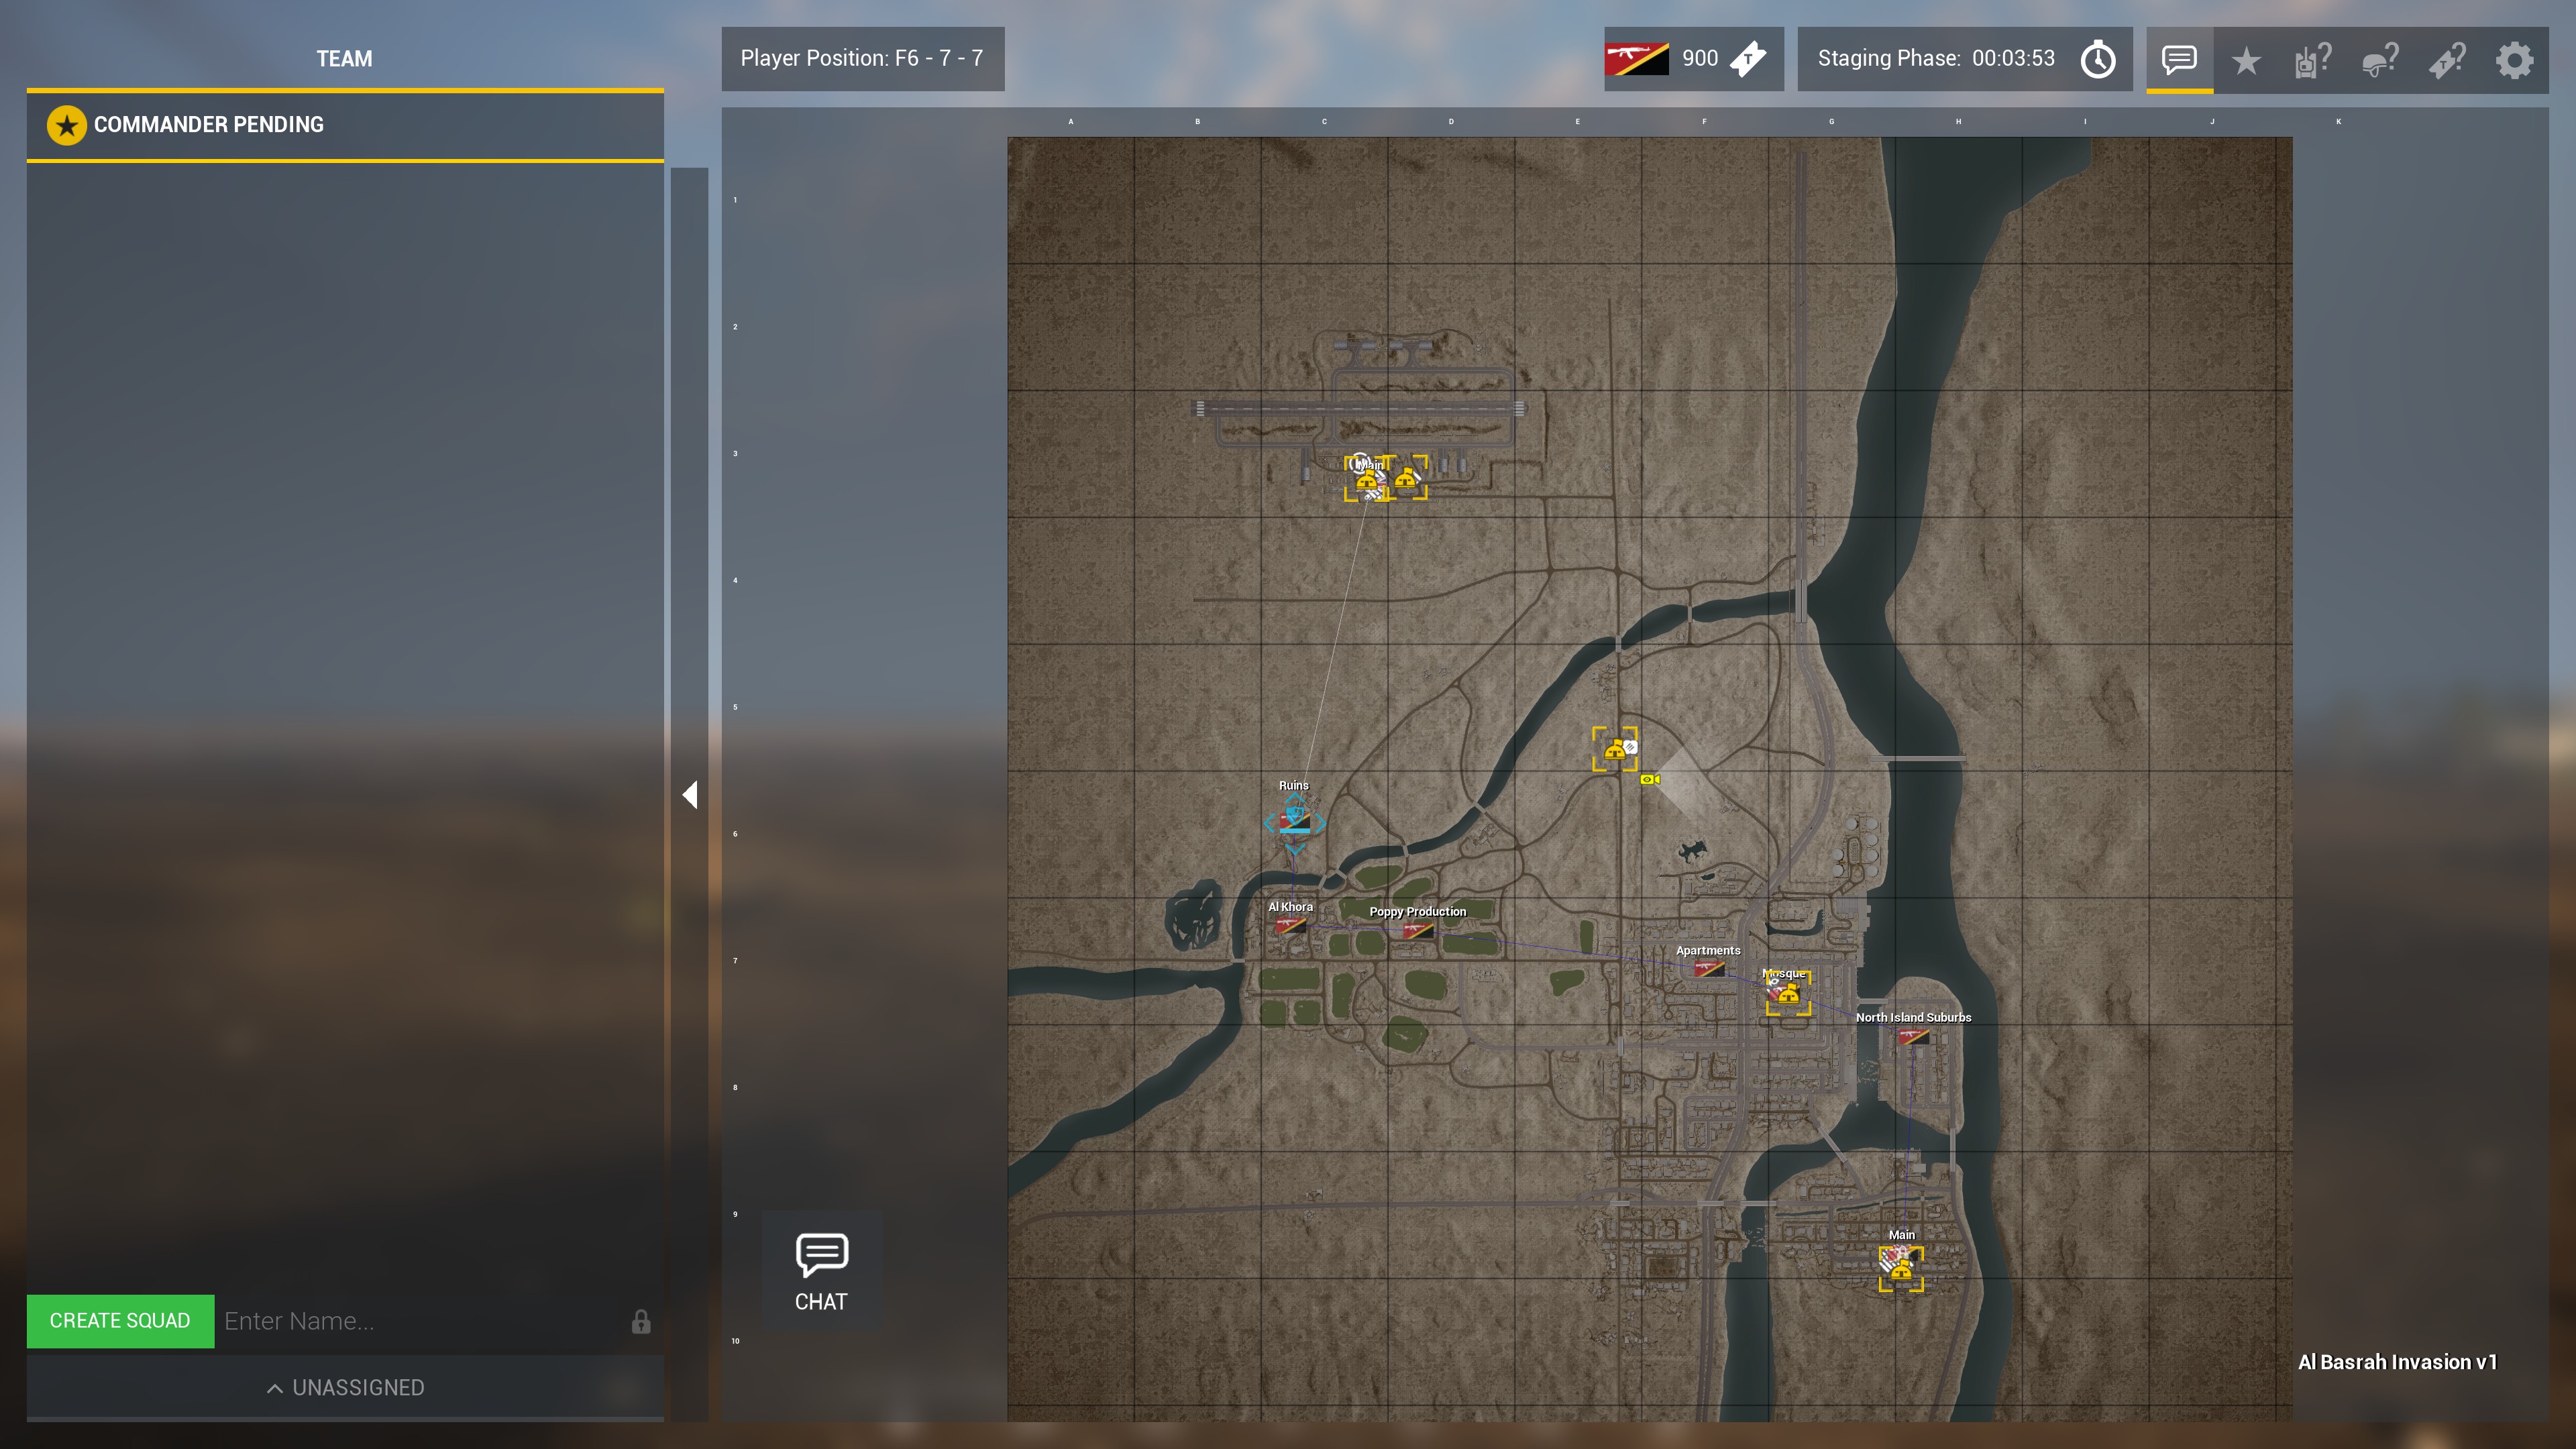 TEAM
Player Position: F6 - 7 - 7
900
T
Staging Phase: 00:03:53
COMMANDER PENDING
A B C D E F G H I J K
1
2
3
Main
4
5
6
Ruins
Al Khora
Poppy Production
7
Apartments
Mosque
North Island Suburbs
8
9
Main
CHAT
10
CREATE SQUAD
Enter Name...
UNASSIGNED
Al Basrah Invasion v1